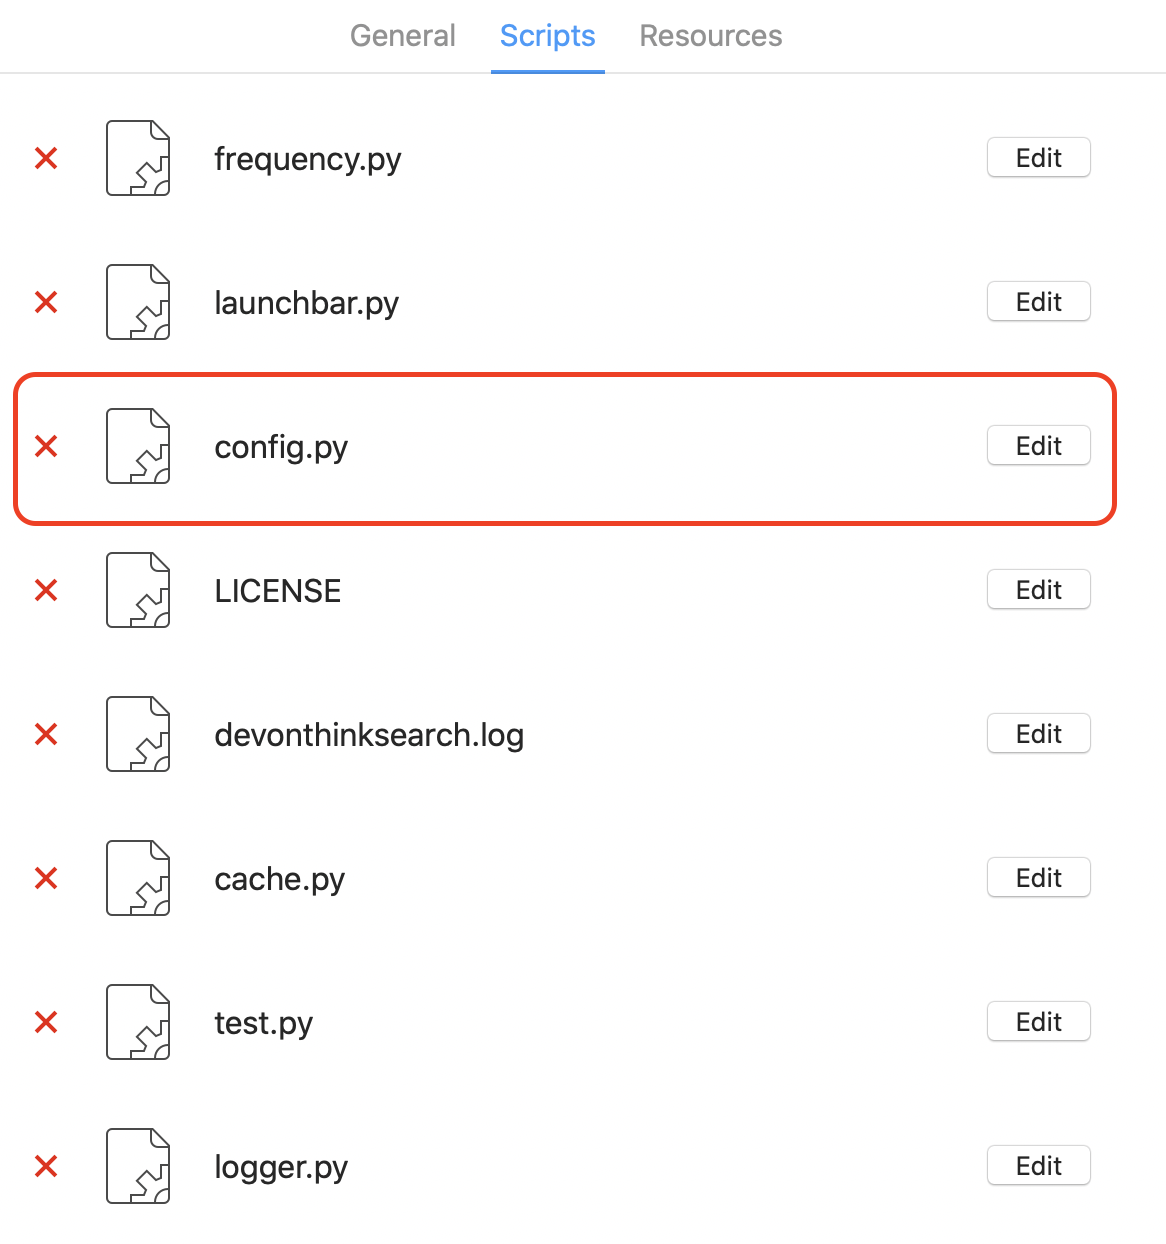 General Scripts Resources
frequency.py Edit
launchbar.py Edit
config.py Edit
LICENSE Edit
devonthinksearch.log Edit
cache.py Edit
test.py Edit
logger.py Edit